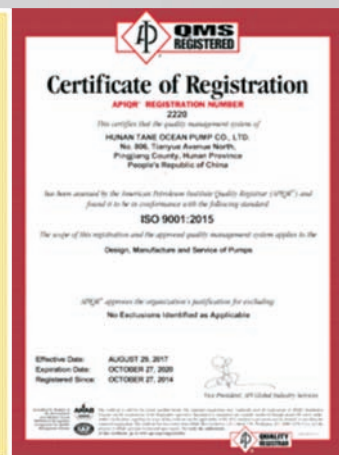 API
QMS
REGISTERED
Certificate of Registration
APIQR® REGISTRATION NUMBER
2220
This certifies that the quality management system of
HUNAN TANE OCEAN PUMP CO., LTD.
No. 806, Tianyue Avenue North,
Pingjiang County, Hunan Province
People's Republic of China
has been assessed by the American Petroleum Institute Quality Registrar (APIQR®) and
found it to be in conformance with the following standard:
ISO 9001:2015
The scope of this registration and the approved quality management system applies to the
Design, Manufacture and Service of Pumps
APIQR® approves the organization's justification for excluding:
No Exclusions Identified as Applicable
Effective Date: AUGUST 29, 2017
Expiration Date: OCTOBER 27, 2020
Registered Since: OCTOBER 27, 2014
Vice President, API Global Industry Services
ANAB
QUALITY
REGISTRAR